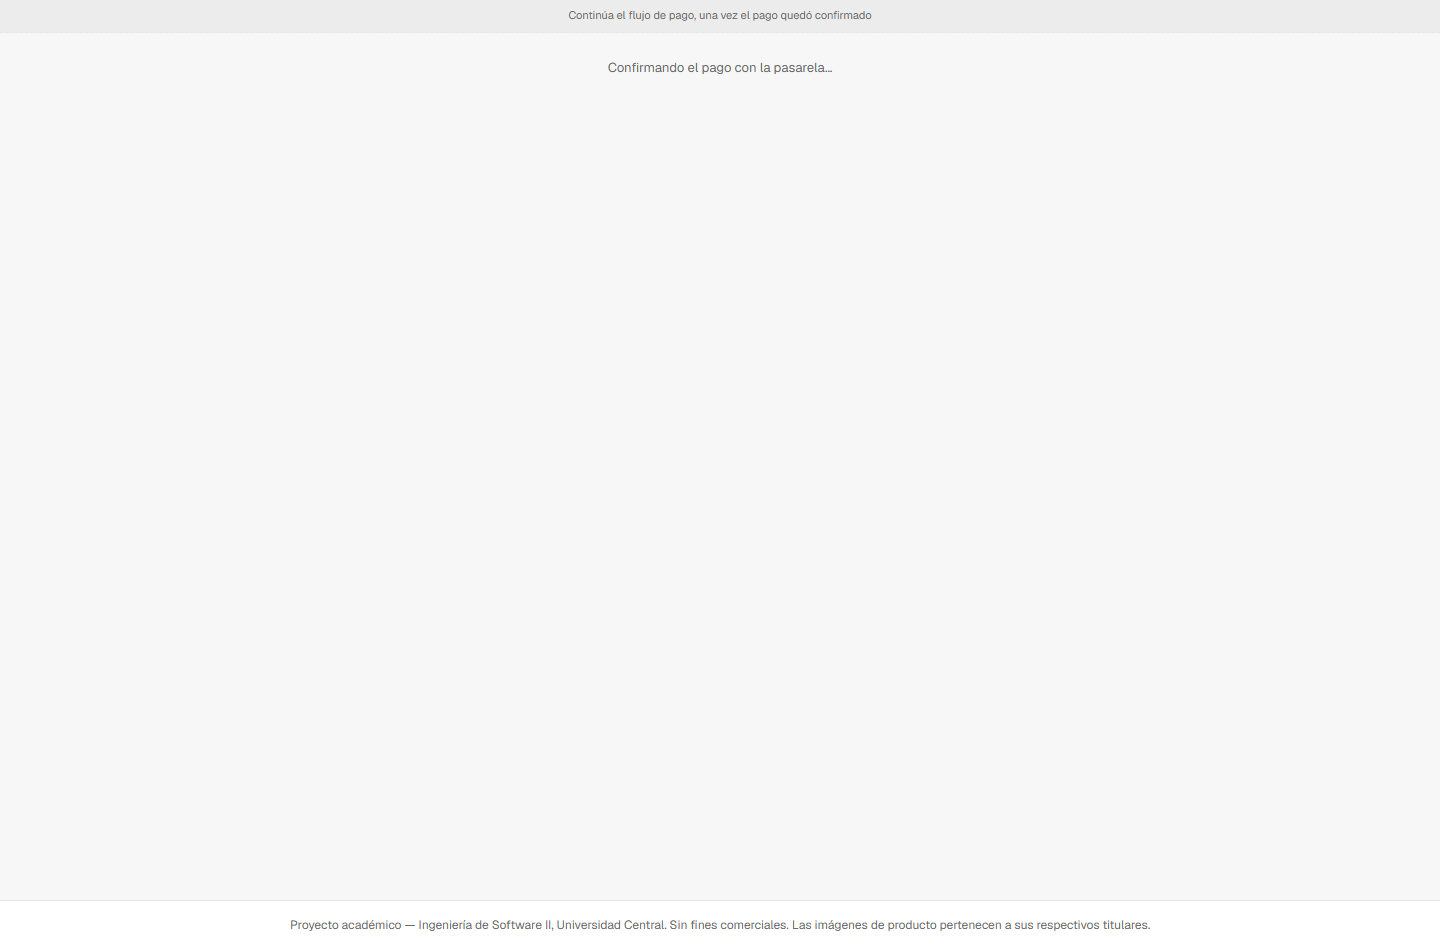 Continúa el flujo de pago, una vez el pago quedó confirmado
Confirmando el pago con la pasarela...
Proyecto académico — Ingeniería de Software II, Universidad Central. Sin fines comerciales. Las imágenes de producto pertenecen a sus respectivos titulares.